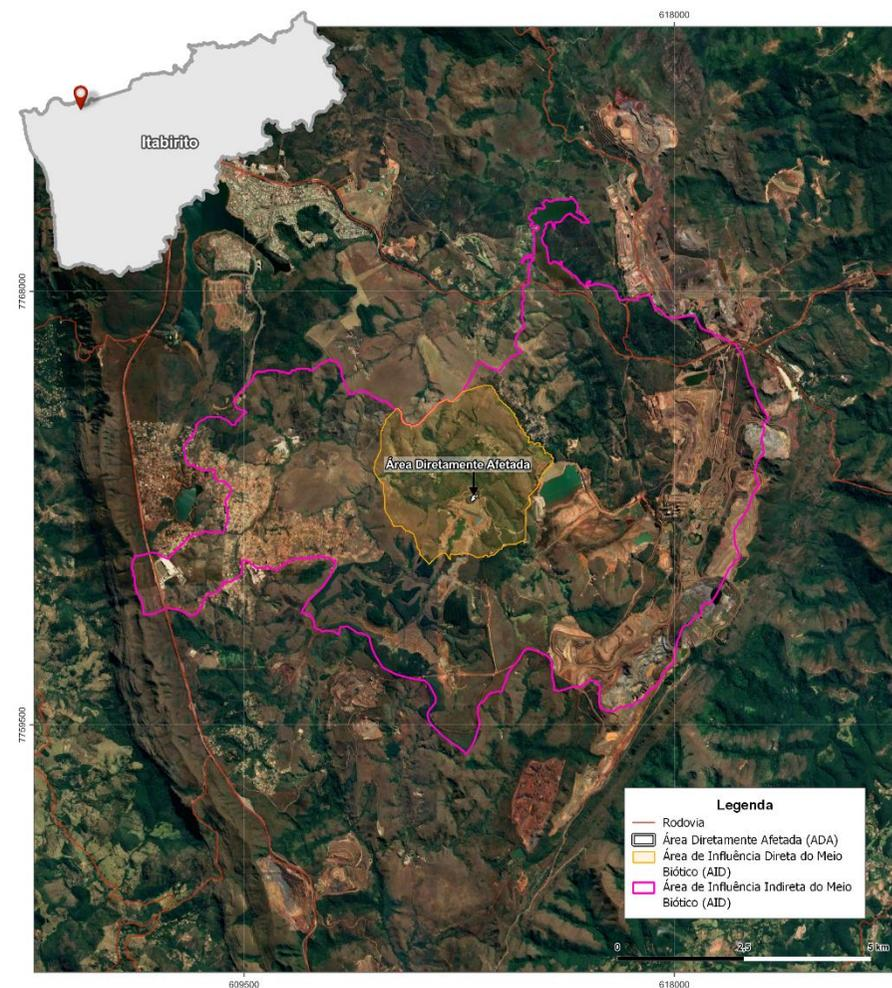 618000
Itabirito
7768000
Área Diretamente Afetada
7759500
Legenda
Rodovia
Área Diretamente Afetada (ADA)
Área de Influência Direta do Meio
Biótico (AID)
Área de Influência Indireta do Meio
Biótico (AID)
0 2,5 5 km
609500 618000